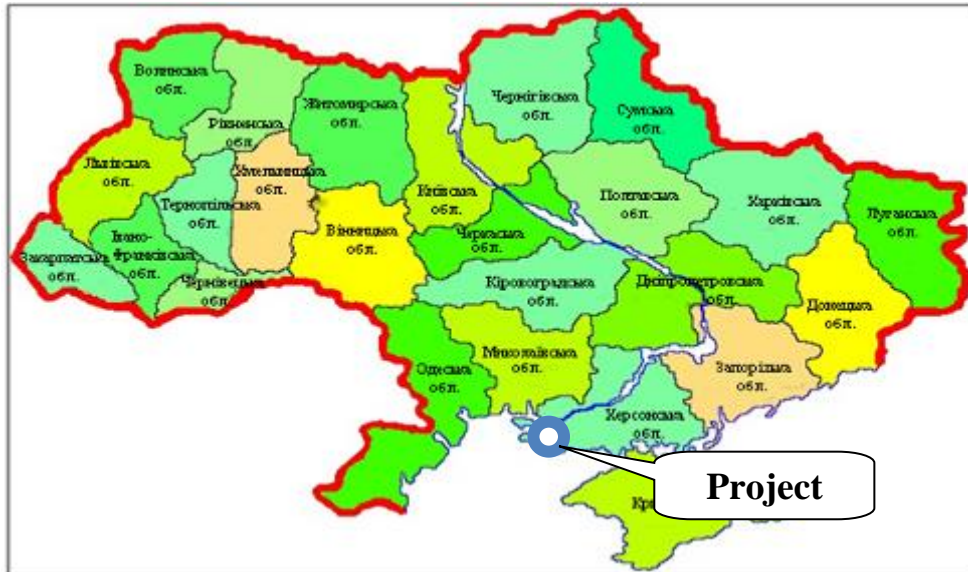 Волинська
обл.
Рівненська
обл.
Житомирська
обл.
Чернігівська
обл.
Сумська
обл.
Львівська
обл.
Хмельницька
обл.
Тернопільська
обл.
Київська
обл.
Полтавська
обл.
Харківська
обл.
Луганська
обл.
Івано-
Франківська
обл.
Закарпатська
обл.
Чернівецька
обл.
Вінницька
обл.
Черкаська
обл.
Кіровоградська
обл.
Дніпропетровська
обл.
Донецька
обл.
Одеська
обл.
Миколаївська
обл.
Запорізька
обл.
Херсонська
обл.
Project